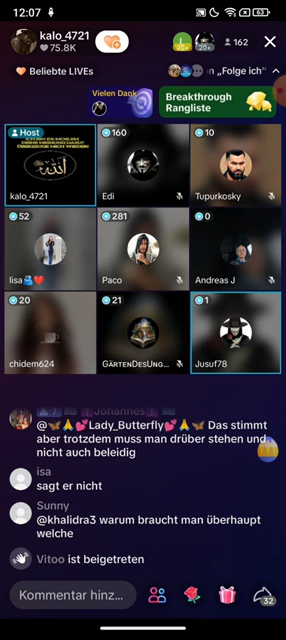 12:07
63
kalo_4721
75.8K
20+
20+
162
Beliebte LIVEs
n „Folge ich“
Vielen Dank
Breakthrough
Rangliste
Host
160
10
kalo_4721
Edi
Tupurkosky
52
281
0
lisa
Paco
Andreas J
20
21
1
chidem624
GÄRTENDESUNG...
Jusuf78
Johannes
@🦋🙏💕Lady_Butterfly💕🙏🦋 Das stimmt
aber trotzdem muss man drüber stehen und
nicht auch beleidig
isa
sagt er nicht
Sunny
@khalidra3 warum braucht man überhaupt
welche
Vitoo ist beigetreten
Kommentar hinz...
32